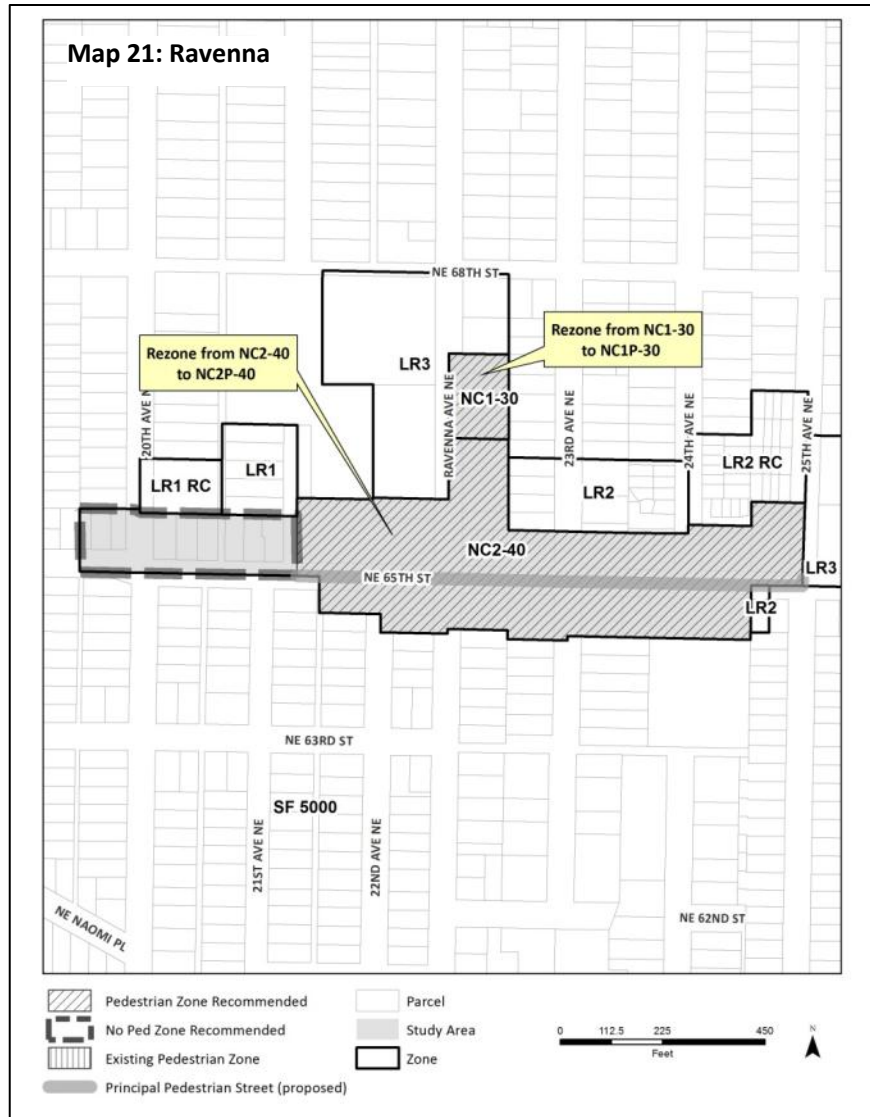 Map 21: Ravenna
NE 68TH ST
Rezone from NC2-40
to NC2P-40
Rezone from NC1-30
to NC1P-30
LR3
NC1-30
20TH AVE N
RAVENNA AVE NE
23RD AVE NE
24TH AVE NE
25TH AVE NE
LR1 RC
LR1
LR2
LR2 RC
NC2-40
NE 65TH ST
LR3
LR2
NE 63RD ST
SF 5000
21ST AVE NE
22ND AVE NE
NE NAOMI PL
NE 62ND ST
Pedestrian Zone Recommended
No Ped Zone Recommended
Existing Pedestrian Zone
Principal Pedestrian Street (proposed)
Parcel
Study Area
Zone
0 112.5 225 450
Feet
N